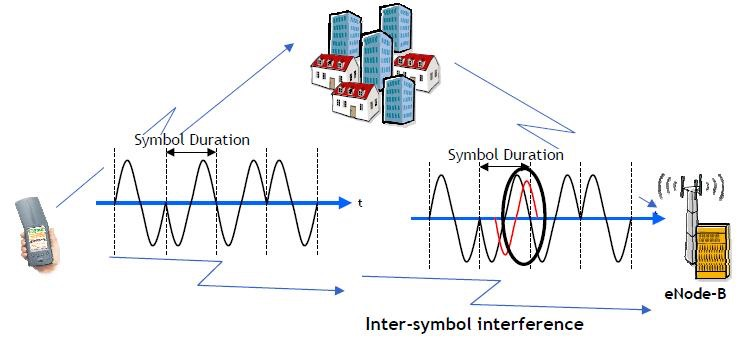 Symbol Duration
t
Symbol Duration
t
eNode-B
Inter-symbol interference